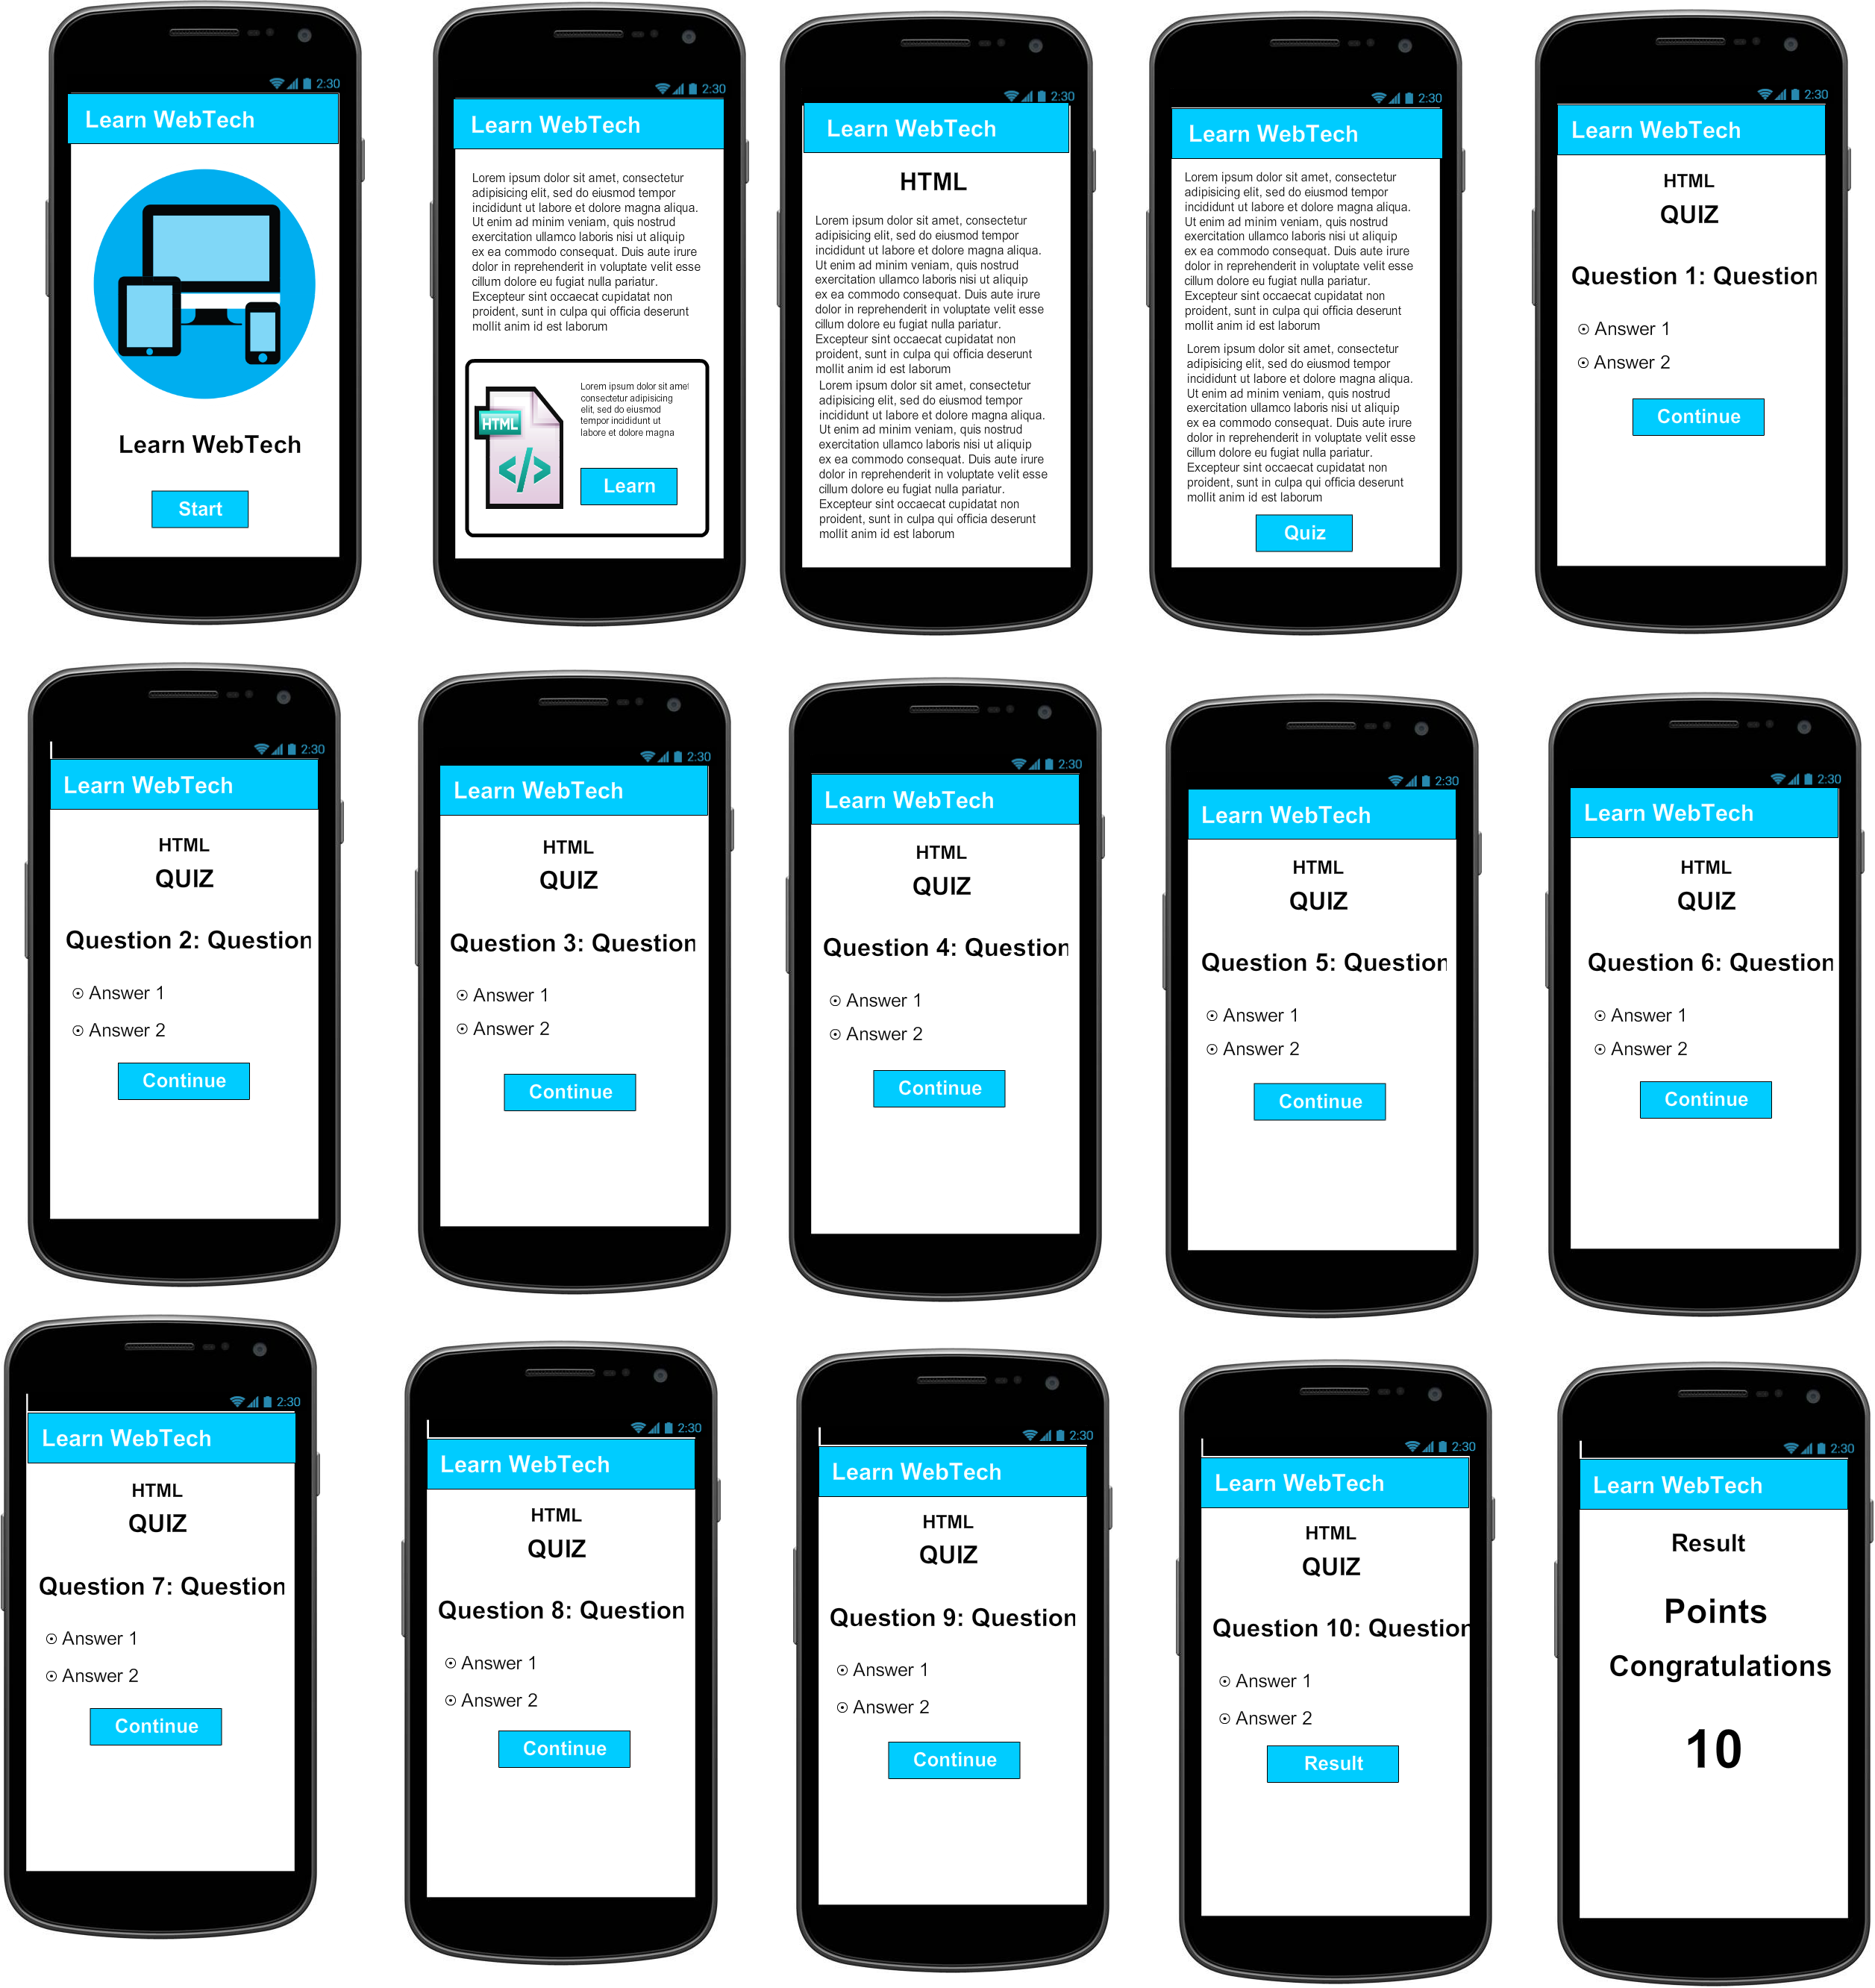 2:30
Learn WebTech
Learn WebTech
Start
2:30
Learn WebTech
Lorem ipsum dolor sit amet, consectetur
adipisicing elit, sed do eiusmod tempor
incididunt ut labore et dolore magna aliqua.
Ut enim ad minim veniam, quis nostrud
exercitation ullamco laboris nisi ut aliquip
ex ea commodo consequat. Duis aute irure
dolor in reprehenderit in voluptate velit esse
cillum dolore eu fugiat nulla pariatur.
Excepteur sint occaecat cupidatat non
proident, sunt in culpa qui officia deserunt
mollit anim id est laborum
HTML
</>
Lorem ipsum dolor sit amet
consectetur adipisicing
elit, sed do eiusmod
tempor incididunt ut
labore et dolore magna
Learn
2:30
Learn WebTech
HTML
Lorem ipsum dolor sit amet, consectetur
adipisicing elit, sed do eiusmod tempor
incididunt ut labore et dolore magna aliqua.
Ut enim ad minim veniam, quis nostrud
exercitation ullamco laboris nisi ut aliquip
ex ea commodo consequat. Duis aute irure
dolor in reprehenderit in voluptate velit esse
cillum dolore eu fugiat nulla pariatur.
Excepteur sint occaecat cupidatat non
proident, sunt in culpa qui officia deserunt
mollit anim id est laborum
Lorem ipsum dolor sit amet, consectetur
adipisicing elit, sed do eiusmod tempor
incididunt ut labore et dolore magna aliqua.
Ut enim ad minim veniam, quis nostrud
exercitation ullamco laboris nisi ut aliquip
ex ea commodo consequat. Duis aute irure
dolor in reprehenderit in voluptate velit esse
cillum dolore eu fugiat nulla pariatur.
Excepteur sint occaecat cupidatat non
proident, sunt in culpa qui officia deserunt
mollit anim id est laborum
2:30
Learn WebTech
Lorem ipsum dolor sit amet, consectetur
adipisicing elit, sed do eiusmod tempor
incididunt ut labore et dolore magna aliqua.
Ut enim ad minim veniam, quis nostrud
exercitation ullamco laboris nisi ut aliquip
ex ea commodo consequat. Duis aute irure
dolor in reprehenderit in voluptate velit esse
cillum dolore eu fugiat nulla pariatur.
Excepteur sint occaecat cupidatat non
proident, sunt in culpa qui officia deserunt
mollit anim id est laborum
Lorem ipsum dolor sit amet, consectetur
adipisicing elit, sed do eiusmod tempor
incididunt ut labore et dolore magna aliqua.
Ut enim ad minim veniam, quis nostrud
exercitation ullamco laboris nisi ut aliquip
ex ea commodo consequat. Duis aute irure
dolor in reprehenderit in voluptate velit esse
cillum dolore eu fugiat nulla pariatur.
Excepteur sint occaecat cupidatat non
proident, sunt in culpa qui officia deserunt
mollit anim id est laborum
Quiz
2:30
Learn WebTech
HTML
QUIZ
Question 1: Question
Answer 1
Answer 2
Continue
2:30
Learn WebTech
HTML
QUIZ
Question 2: Question
Answer 1
Answer 2
Continue
2:30
Learn WebTech
HTML
QUIZ
Question 3: Question
Answer 1
Answer 2
Continue
2:30
Learn WebTech
HTML
QUIZ
Question 4: Question
Answer 1
Answer 2
Continue
2:30
Learn WebTech
HTML
QUIZ
Question 5: Question
Answer 1
Answer 2
Continue
2:30
Learn WebTech
HTML
QUIZ
Question 6: Question
Answer 1
Answer 2
Continue
2:30
Learn WebTech
HTML
QUIZ
Question 7: Question
Answer 1
Answer 2
Continue
2:30
Learn WebTech
HTML
QUIZ
Question 8: Question
Answer 1
Answer 2
Continue
2:30
Learn WebTech
HTML
QUIZ
Question 9: Question
Answer 1
Answer 2
Continue
2:30
Learn WebTech
HTML
QUIZ
Question 10: Question
Answer 1
Answer 2
Result
2:30
Learn WebTech
Result
Points
Congratulations
10